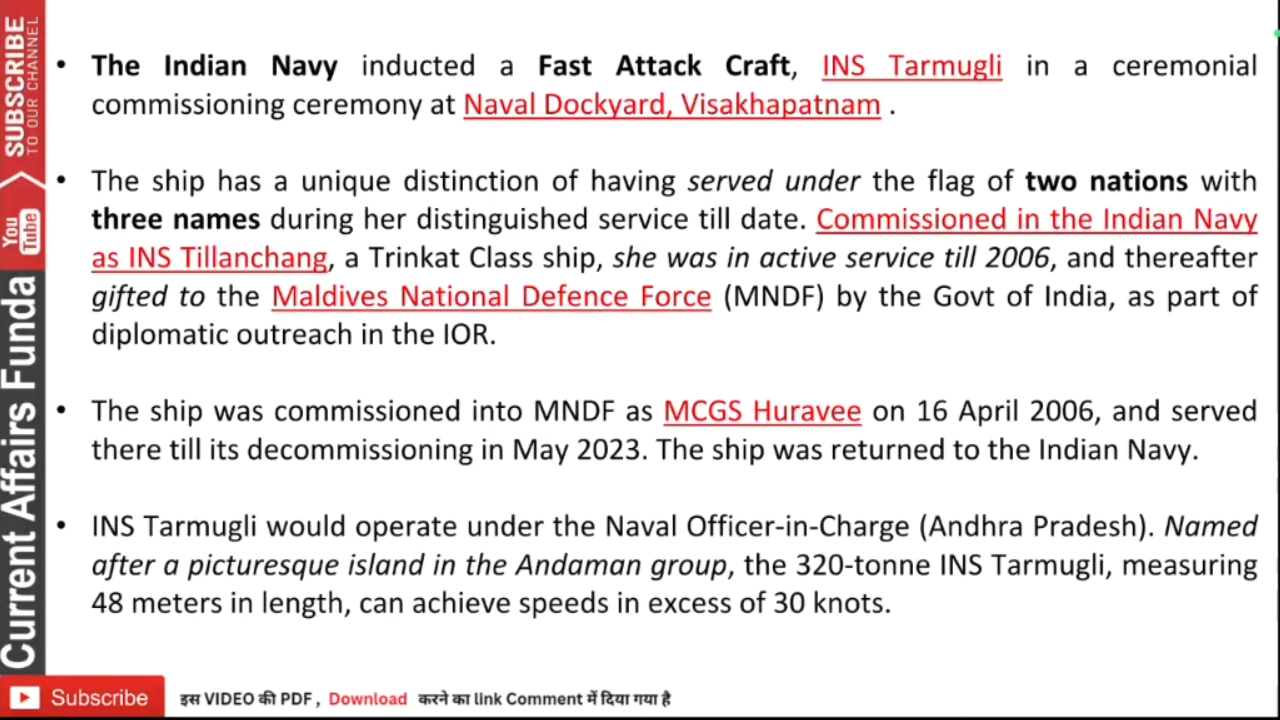 SUBSCRIBE
TO OUR CHANNEL
You Tube
Current Affairs Funda
• The Indian Navy inducted a Fast Attack Craft, INS Tarmugli in a ceremonial
commissioning ceremony at Naval Dockyard, Visakhapatnam .
• The ship has a unique distinction of having served under the flag of two nations with
three names during her distinguished service till date. Commissioned in the Indian Navy
as INS Tillanchang, a Trinkat Class ship, she was in active service till 2006, and thereafter
gifted to the Maldives National Defence Force (MNDF) by the Govt of India, as part of
diplomatic outreach in the IOR.
• The ship was commissioned into MNDF as MCGS Huravee on 16 April 2006, and served
there till its decommissioning in May 2023. The ship was returned to the Indian Navy.
• INS Tarmugli would operate under the Naval Officer-in-Charge (Andhra Pradesh). Named
after a picturesque island in the Andaman group, the 320-tonne INS Tarmugli, measuring
48 meters in length, can achieve speeds in excess of 30 knots.
Subscribe
इस VIDEO की PDF , Download करने का link Comment में दिया गया है